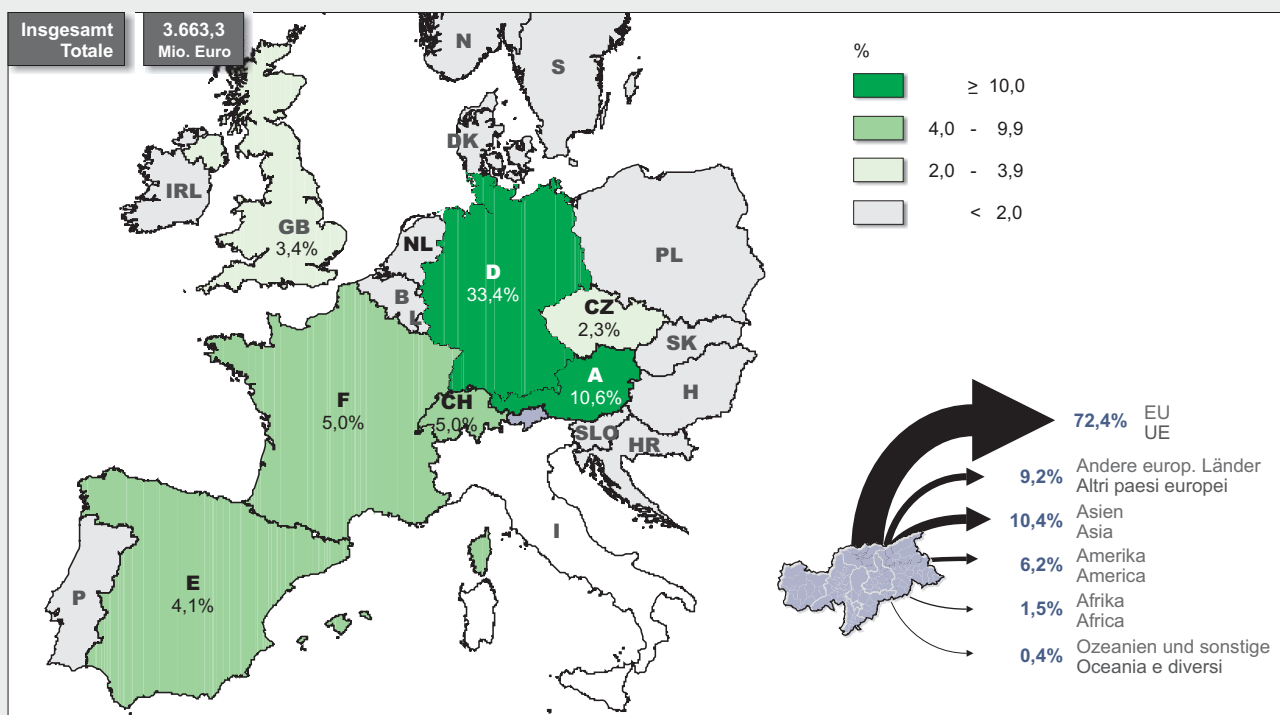 Insgesamt
Totale
3.663,3
Mio. Euro
%
≥ 10,0
4,0 - 9,9
2,0 - 3,9
< 2,0
N
S
DK
IRL
GB
3,4%
NL
B
L
D
33,4%
PL
CZ
2,3%
SK
A
10,6%
H
F
5,0%
CH
5,0%
SLO
HR
I
E
4,1%
P
72,4% EU
UE
9,2% Andere europ. Länder
Altri paesi europei
10,4% Asien
Asia
6,2% Amerika
America
1,5% Afrika
Africa
0,4% Ozeanien und sonstige
Oceania e diversi